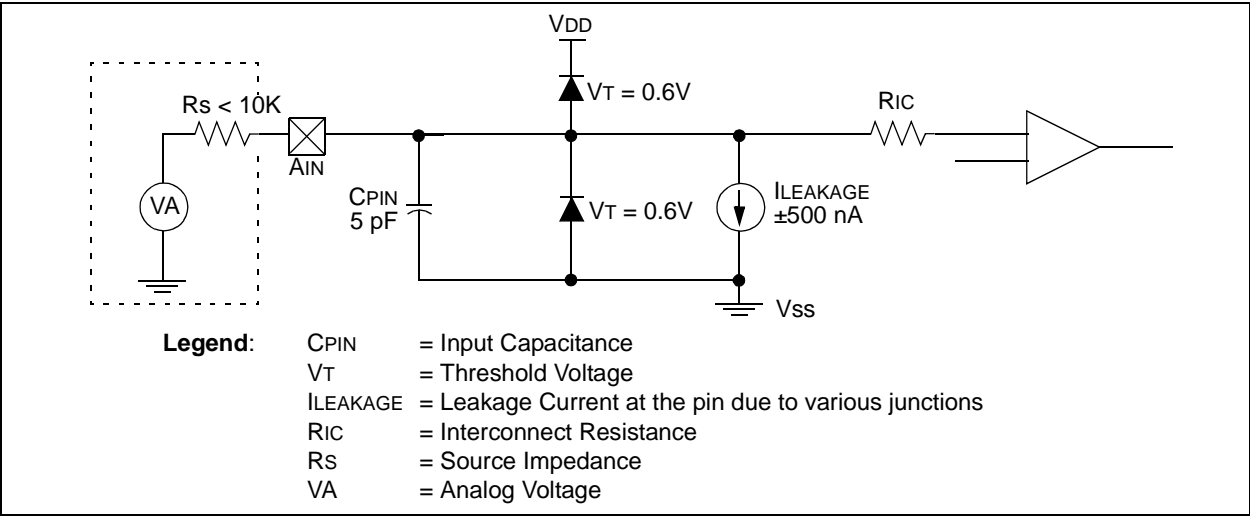 VDD
VT = 0.6V
RS < 10K
RIC
AIN
VA
CPIN
5 pF
VT = 0.6V
ILEAKAGE
±500 nA
Vss
Legend:
CPIN = Input Capacitance
VT = Threshold Voltage
ILEAKAGE = Leakage Current at the pin due to various junctions
RIC = Interconnect Resistance
RS = Source Impedance
VA = Analog Voltage